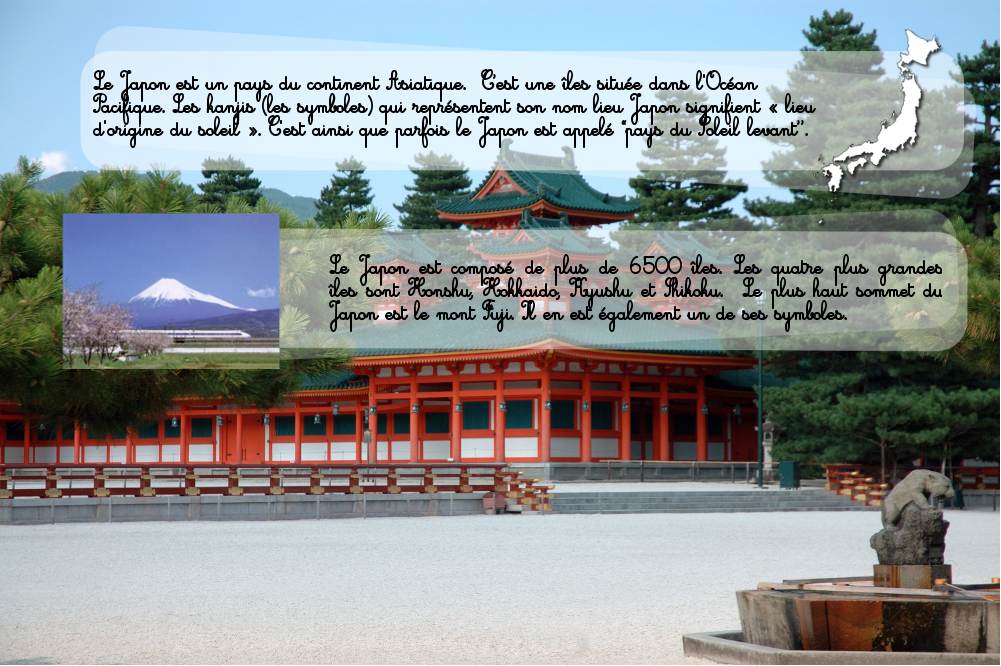 Le Japon est un pays du continent Asiatique. C'est une îles située dans l'Océan
Pacifique. Les kanjis (les symboles) qui représentent son nom lieu Japon signifient « lieu
d'origine du soleil ». C'est ainsi que parfois le Japon est appelé "pays du Soleil levant".
Le Japon est composé de plus de 6500 îles. Les quatre plus grandes
îles sont Honshu, Hokkaido, Kyushu et Shikoku. Le plus haut sommet du
Japon est le mont Fuji. Il en est également un de ses symboles.